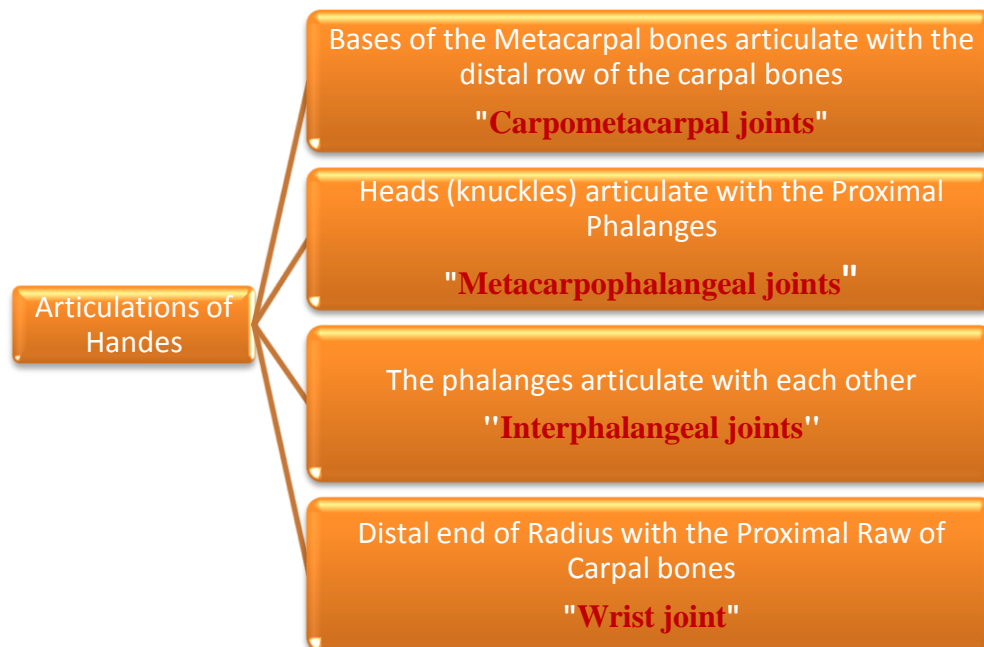 Bases of the Metacarpal bones articulate with the
distal row of the carpal bones
"Carpometacarpal joints"
Heads (knuckles) articulate with the Proximal
Phalanges
"Metacarpophalangeal joints"
Articulations of
Handes
The phalanges articulate with each other
"Interphalangeal joints"
Distal end of Radius with the Proximal Raw of
Carpal bones
"Wrist joint"